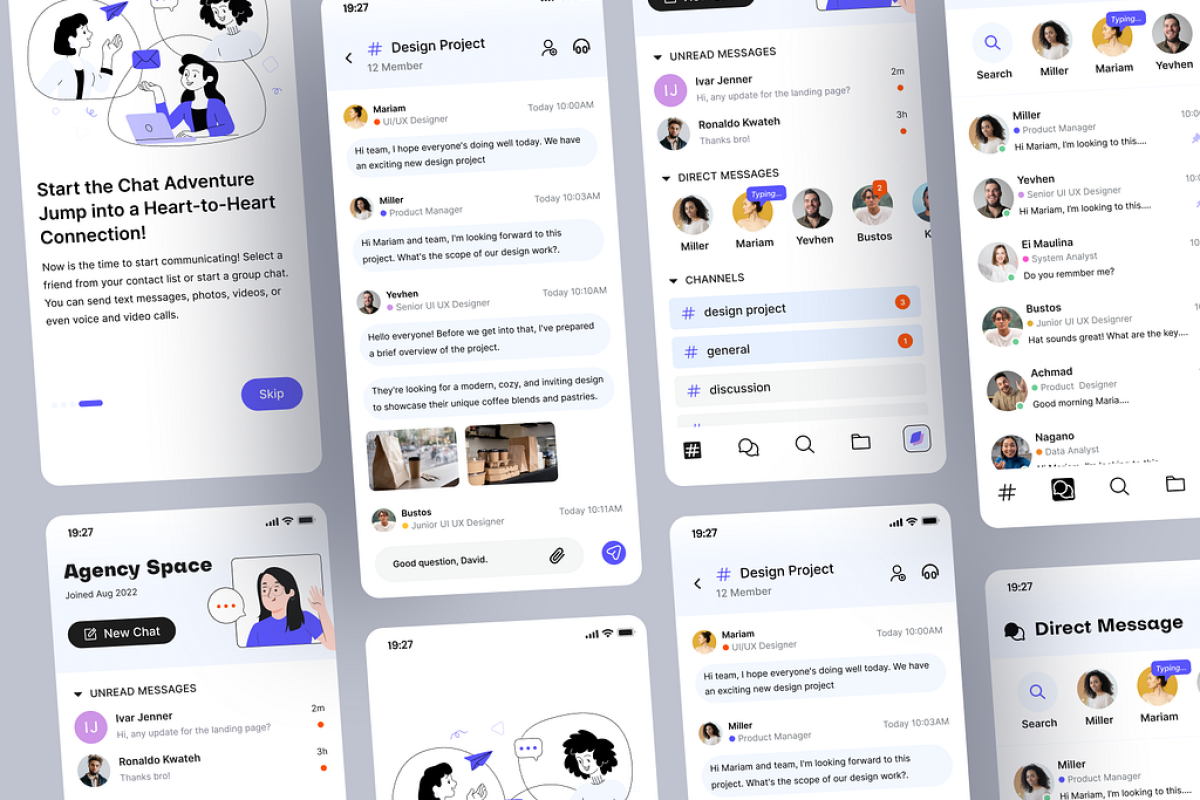 Start the Chat Adventure
Jump into a Heart-to-Heart
Connection!
Now is the time to start communicating! Select a
friend from your contact list or start a group chat.
You can send text messages, photos, videos, or
even voice and video calls.
Skip
19:27
# Design Project
12 Member
Mariam
UI/UX Designer
Today 10:00AM
Hi team, I hope everyone's doing well today. We have
an exciting new design project
Miller
Product Manager
Today 10:03AM
Hi Mariam and team, I'm looking forward to this
project. What's the scope of our design work?.
Yevhen
Senior UI UX Designer
Today 10:10AM
Hello everyone! Before we get into that, I've prepared
a brief overview of the project.
They're looking for a modern, cozy, and inviting design
to showcase their unique coffee blends and pastries.
Bustos
Junior UI UX Designer
Today 10:11AM
Good question, David.
UNREAD MESSAGES
IJ
Ivar Jenner
2m
Hi, any update for the landing page?
Ronaldo Kwateh
3h
Thanks bro!
DIRECT MESSAGES
Typing...
2
Miller
Mariam
Yevhen
Bustos
K
CHANNELS
# design project
3
# general
1
# discussion
#
#
Typing...
Search
Miller
Mariam
Yevhen
Miller
10:0
Product Manager
Hi Mariam, I'm looking to this....
Yevhen
10:0
Senior UI UX Designer
Hi Mariam, I'm looking to this....
Ei Maulina
10
System Analyst
Do you remmber me?
Bustos
Junior UI UX Designrer
Hat sounds great! What are the key....
Achmad
Product Designer
Good morning Maria....
Nagano
Data Analyst
Hi Mariam, I'm looking to this....
#
19:27
Agency Space
Joined Aug 2022
New Chat
UNREAD MESSAGES
IJ
Ivar Jenner
2m
Hi, any update for the landing page?
Ronaldo Kwateh
3h
Thanks bro!
19:27
19:27
# Design Project
12 Member
Mariam
UI/UX Designer
Today 10:00AM
Hi team, I hope everyone's doing well today. We have
an exciting new design project
Miller
Product Manager
Today 10:03AM
Hi Mariam and team, I'm looking forward to this
project. What's the scope of our design work?.
19:27
Direct Message
Typing...
Search
Miller
Mariam
Miller
Product Manager
Hi Mariam, I'm looking to this....